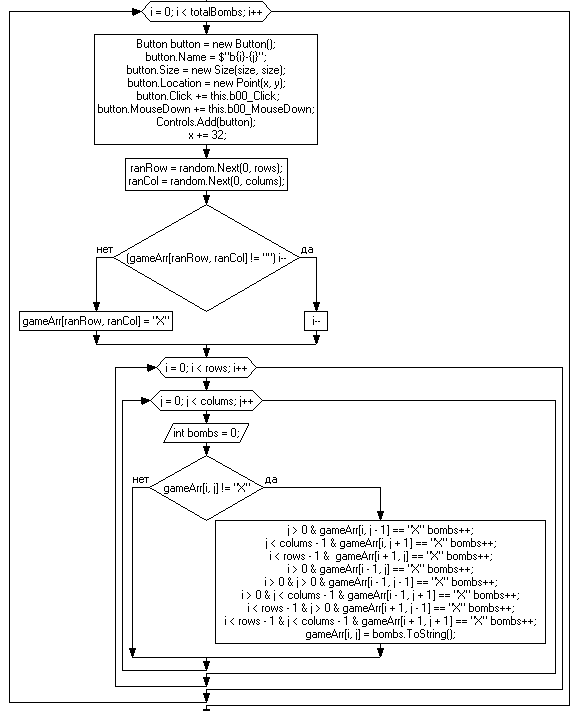 i = 0; i < totalBombs; i++
Button button = new Button();
button.Name = $"b{i}-{j}";
button.Size = new Size(size, size);
button.Location = new Point(x, y);
button.Click += this.b00_Click;
button.MouseDown += this.b00_MouseDown;
Controls.Add(button);
x += 32;
ranRow = random.Next(0, rows);
ranCol = random.Next(0, colums);
нет
да
(gameArr[ranRow, ranCol] != "") i--
gameArr[ranRow, ranCol] = "X"
i--
i = 0; i < rows; i++
j = 0; j < colums; j++
int bombs = 0;
нет
да
gameArr[i, j] != "X"
j > 0 & gameArr[i, j - 1] == "X" bombs++;
j < colums - 1 & gameArr[i, j + 1] == "X" bombs++;
i < rows - 1 & gameArr[i + 1, j] == "X" bombs++;
i > 0 & gameArr[i - 1, j] == "X" bombs++;
i > 0 & j > 0 & gameArr[i - 1, j - 1] == "X" bombs++;
i > 0 & j < colums - 1 & gameArr[i - 1, j + 1] == "X" bombs++;
i < rows - 1 & j > 0 & gameArr[i + 1, j - 1] == "X" bombs++;
i < rows - 1 & j < colums - 1 & gameArr[i + 1, j + 1] == "X" bombs++;
gameArr[i, j] = bombs.ToString();